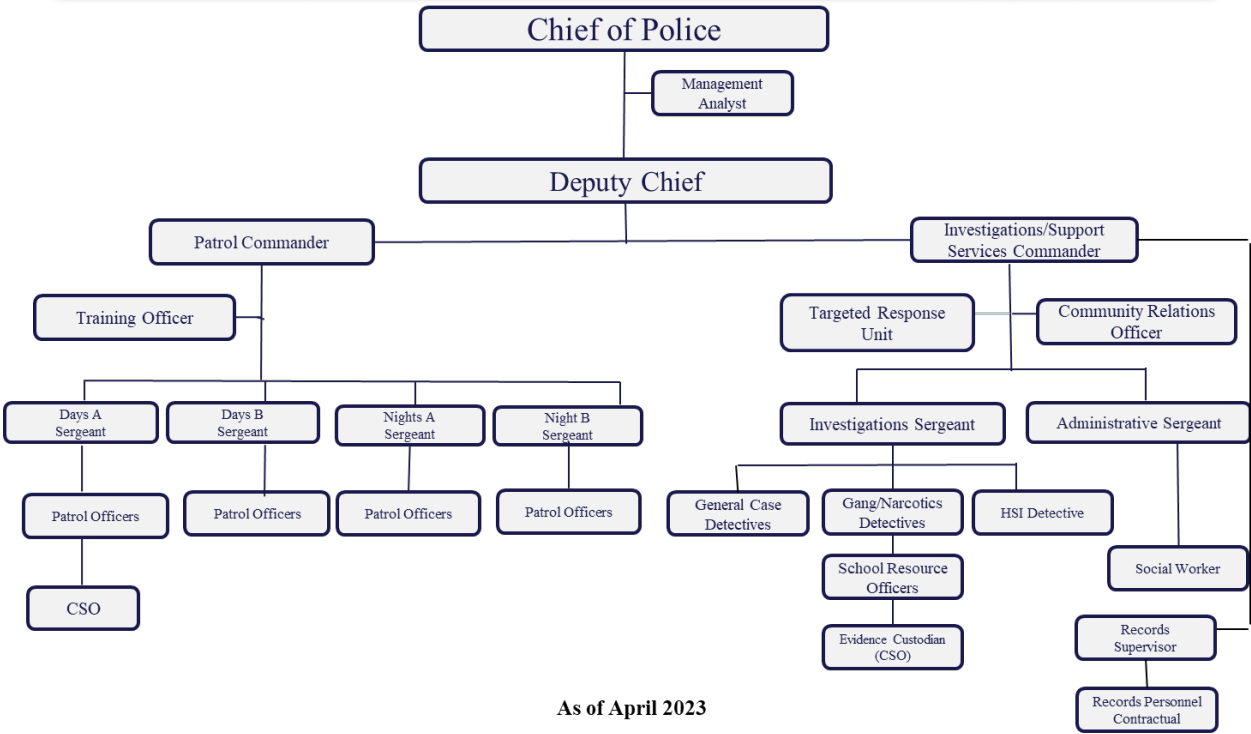 Chief of Police
Management
Analyst
Deputy Chief
Patrol Commander
Investigations/Support
Services Commander
Training Officer
Targeted Response
Unit
Community Relations
Officer
Days A
Sergeant
Days B
Sergeant
Nights A
Sergeant
Night B
Sergeant
Investigations Sergeant
Administrative Sergeant
Patrol Officers
Patrol Officers
Patrol Officers
Patrol Officers
General Case
Detectives
Gang/Narcotics
Detectives
HSI Detective
School Resource
Officers
Social Worker
CSO
Evidence Custodian
(CSO)
Records
Supervisor
Records Personnel
Contractual
As of April 2023